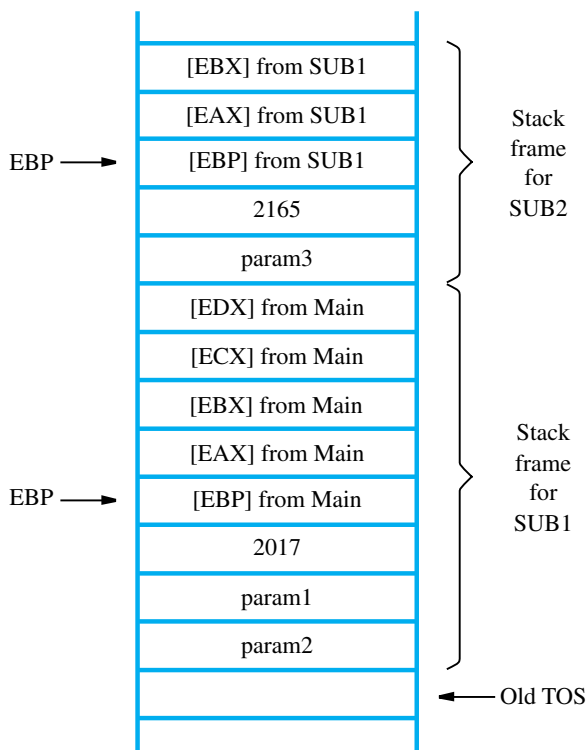 [EBX] from SUB1
[EAX] from SUB1
EBP
[EBP] from SUB1
2165
param3
Stack
frame
for
SUB2
[EDX] from Main
[ECX] from Main
[EBX] from Main
[EAX] from Main
EBP
[EBP] from Main
2017
param1
param2
Stack
frame
for
SUB1
Old TOS